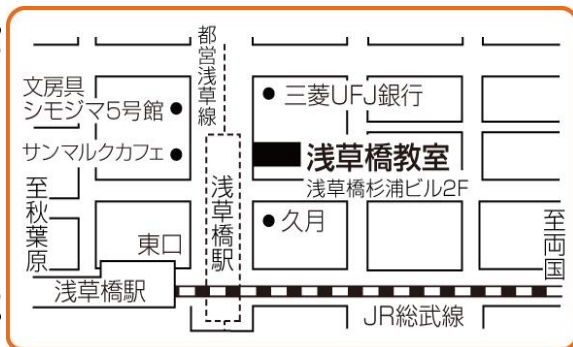 都営浅草線
文房具
シモジマ5号館
三菱UFJ銀行
サンマルクカフェ
浅草橋教室
浅草橋杉浦ビル2F
至秋葉原
浅草橋駅
久月
至両国
東口
浅草橋駅
JR総武線